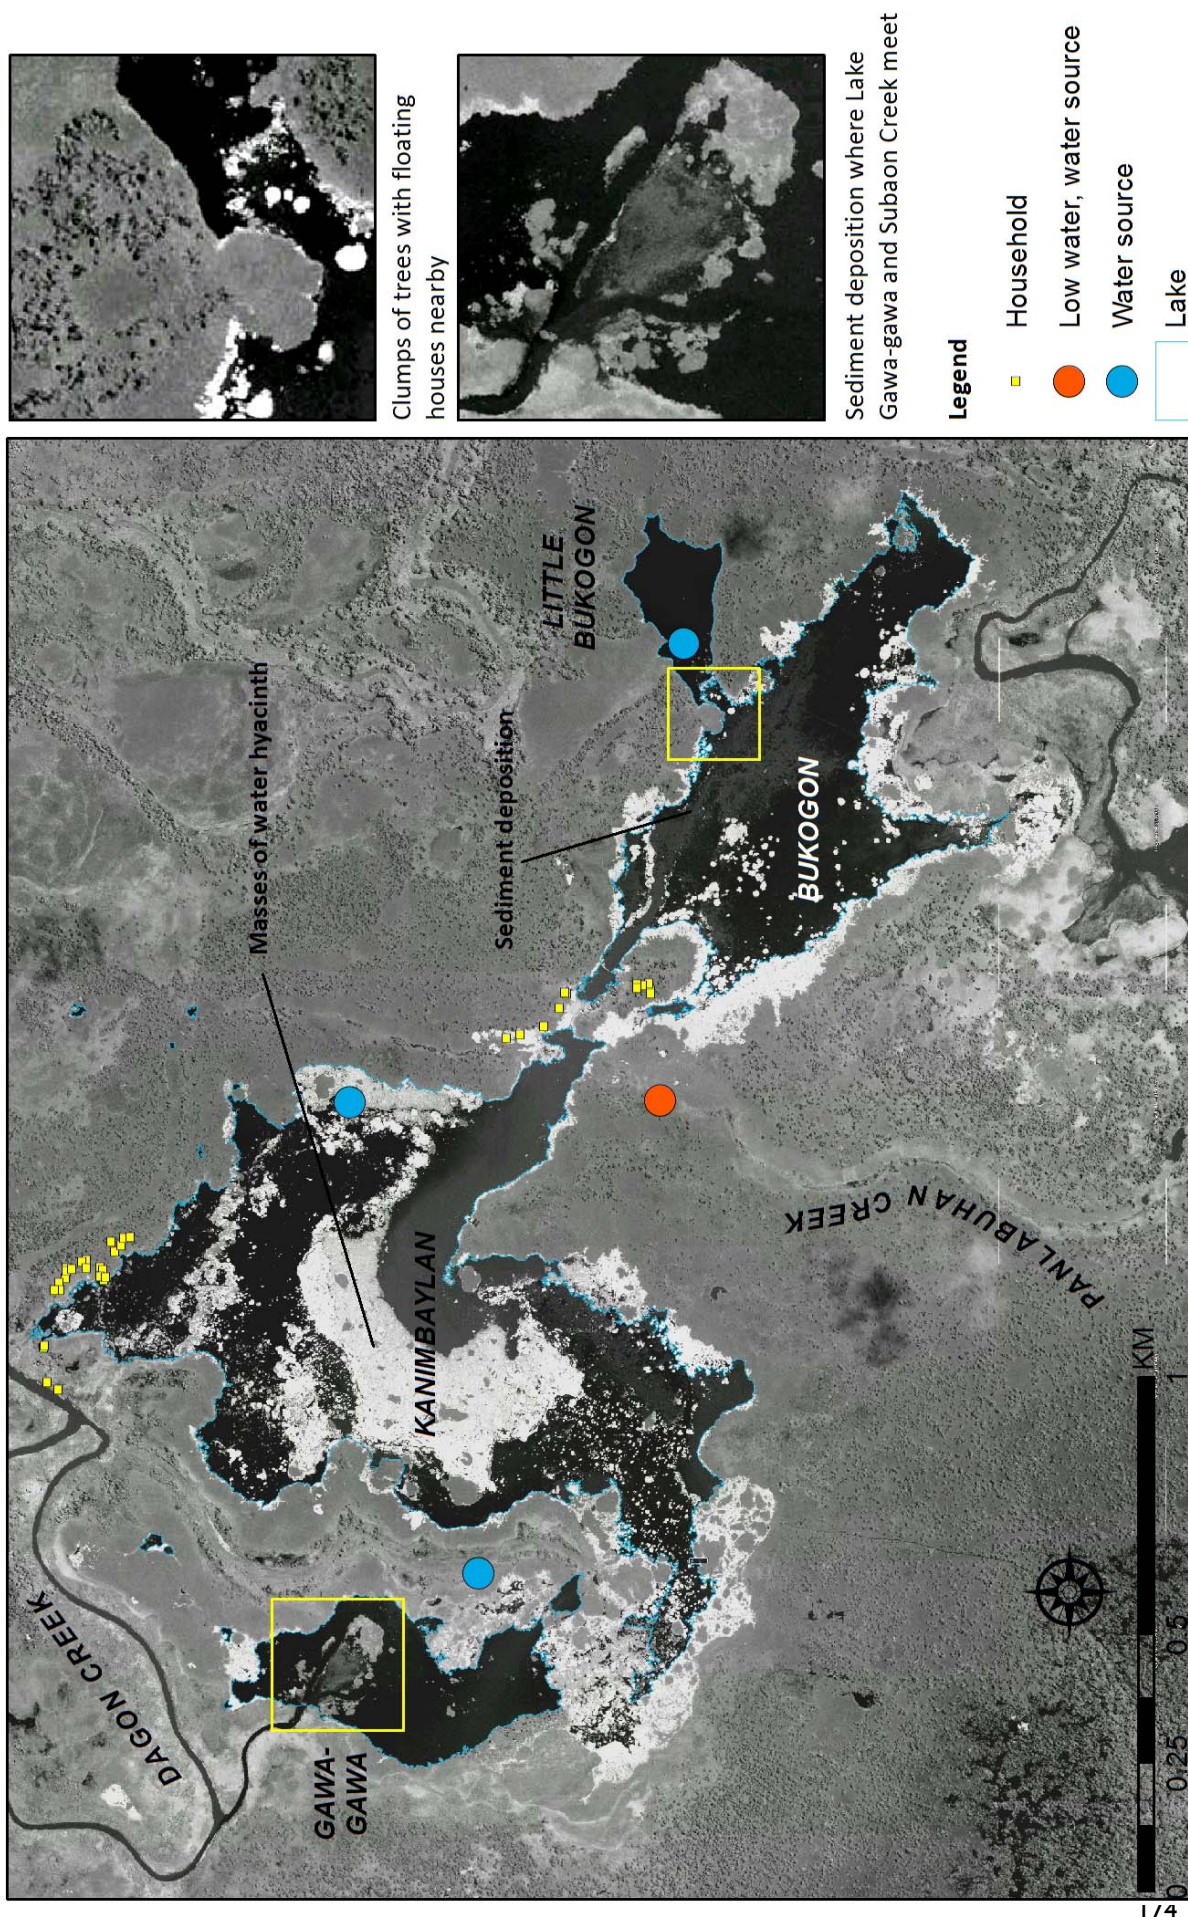 LITTLE
BUKOGON
Masses of water hyacinth
Sediment deposition
BUKOGON
KANIMBAYLAN
PANLABUHAN CREEK
DAGON CREEK
GAWA-
GAWA
0
0.25
0.5
1
KM
Clumps of trees with floating
houses nearby
Sediment deposition where Lake
Gawa-gawa and Subaon Creek meet
Legend
Household
Low water, water source
Water source
Lake
174